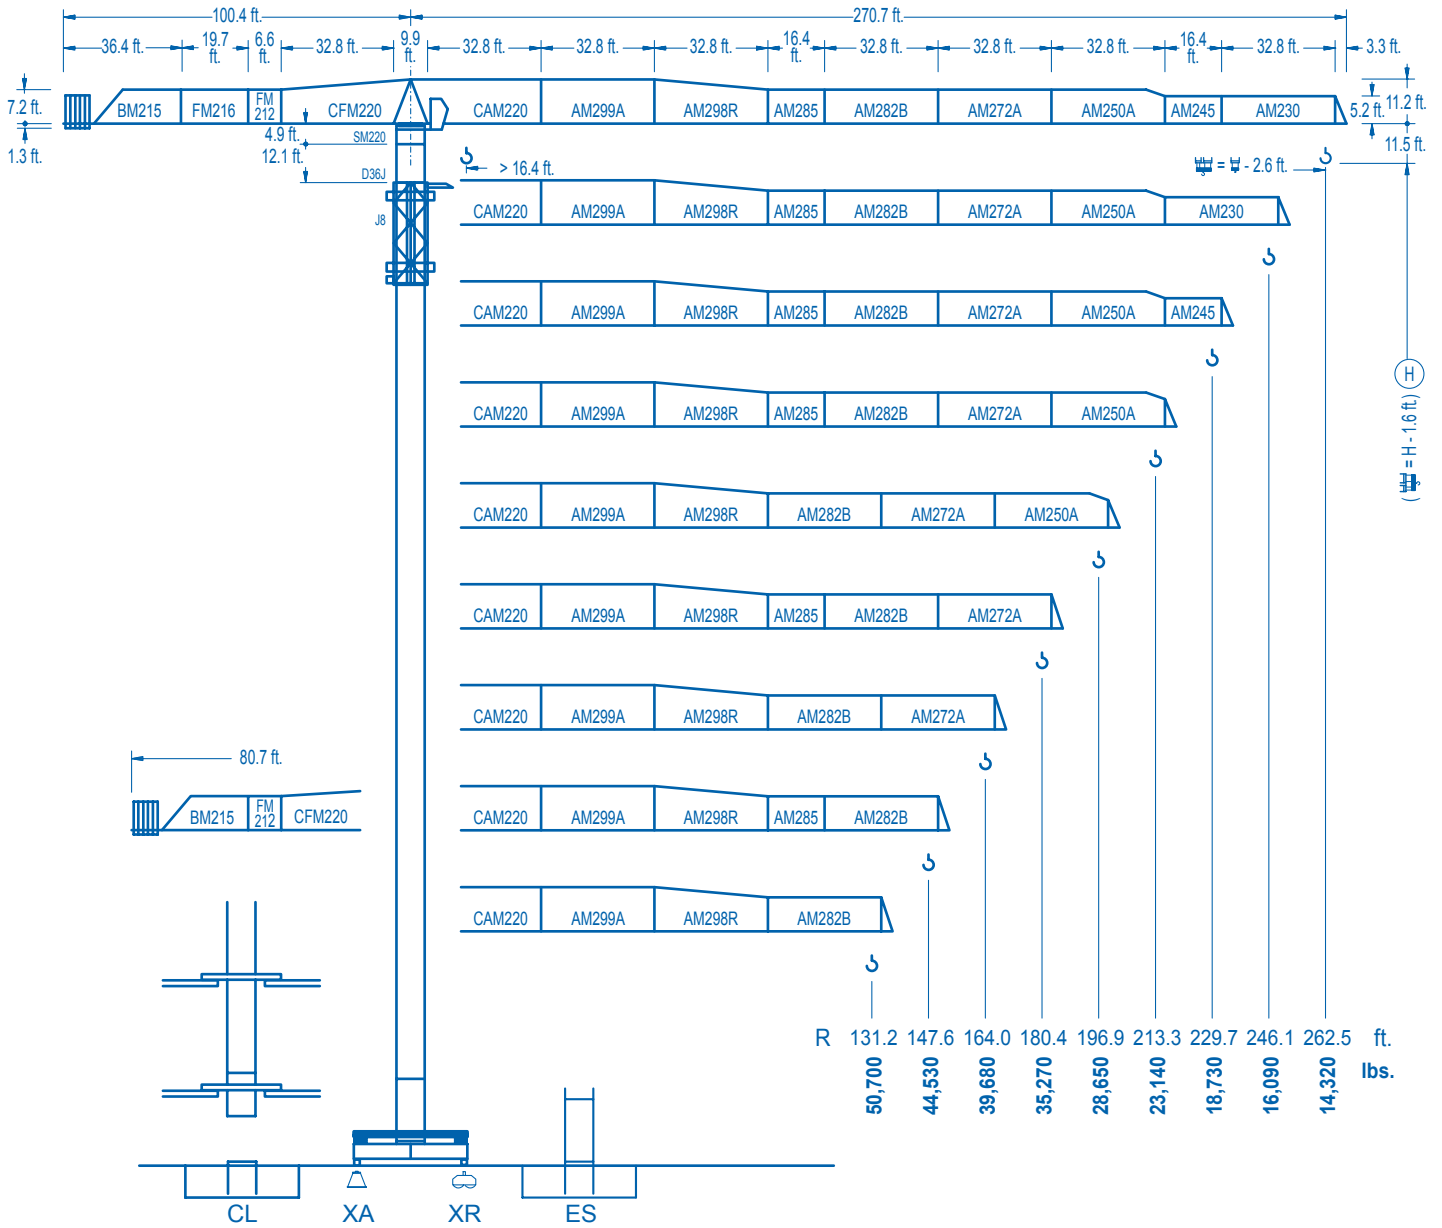 100.4 ft. 270.7 ft.
36.4 ft. 19.7 ft. 6.6 ft. 32.8 ft. 9.9 ft. 32.8 ft. 32.8 ft. 32.8 ft. 16.4 ft. 32.8 ft. 32.8 ft. 32.8 ft. 16.4 ft. 32.8 ft. 3.3 ft.
7.2 ft. BM215 FM216 FM 212 CFM220 CAM220 AM299A AM298R AM285 AM282B AM272A AM250A AM245 AM230 5.2 ft. 11.2 ft.
1.3 ft. 4.9 ft. SM220 11.5 ft.
12.1 ft. D36J > 16.4 ft. = - 2.6 ft.
J8 CAM220 AM299A AM298R AM285 AM282B AM272A AM250A AM230
CAM220 AM299A AM298R AM285 AM282B AM272A AM250A AM245
H
( = H - 1.6 ft.)
CAM220 AM299A AM298R AM285 AM282B AM272A AM250A
CAM220 AM299A AM298R AM282B AM272A AM250A
CAM220 AM299A AM298R AM285 AM282B AM272A
CAM220 AM299A AM298R AM282B AM272A
80.7 ft.
BM215 FM 212 CFM220 CAM220 AM299A AM298R AM285 AM282B
CAM220 AM299A AM298R AM282B
R 131.2 147.6 164.0 180.4 196.9 213.3 229.7 246.1 262.5 ft.
50,700 44,530 39,680 35,270 28,650 23,140 18,730 16,090 14,320 lbs.
CL XA XR ES